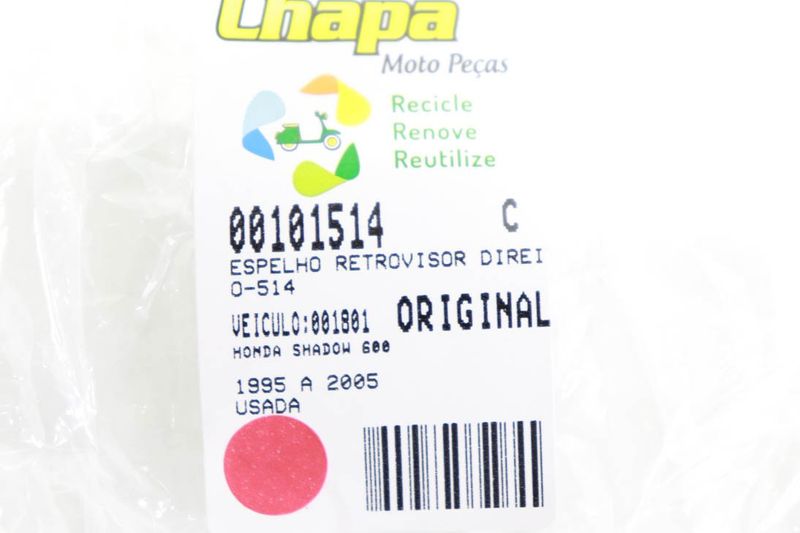 Chapa
Moto Peças
Recicle
Renove
Reutilize
00101514 C
ESPELHO RETROVISOR DIREI
O-514
VEICULO:001801 ORIGINAL
HONDA SHADOW 600
1995 A 2005
USADA